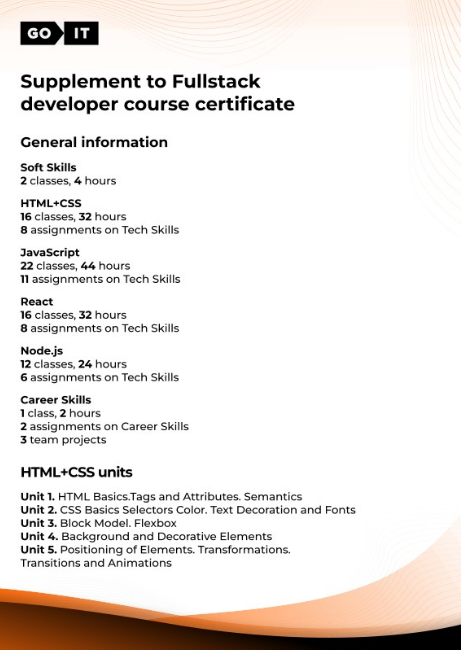 GO IT
Supplement to Fullstack
developer course certificate
General information
Soft Skills
2 classes, 4 hours
HTML+CSS
16 classes, 32 hours
8 assignments on Tech Skills
JavaScript
22 classes, 44 hours
11 assignments on Tech Skills
React
16 classes, 32 hours
8 assignments on Tech Skills
Node.js
12 classes, 24 hours
6 assignments on Tech Skills
Career Skills
1 class, 2 hours
2 assignments on Career Skills
3 team projects
HTML+CSS units
Unit 1. HTML Basics.Tags and Attributes. Semantics
Unit 2. CSS Basics Selectors Color. Text Decoration and Fonts
Unit 3. Block Model. Flexbox
Unit 4. Background and Decorative Elements
Unit 5. Positioning of Elements. Transformations.
Transitions and Animations